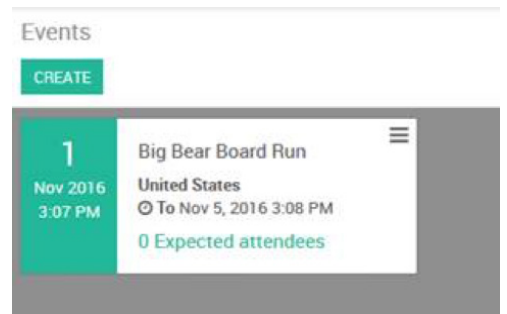 Events
CREATE
1
Nov 2016
3:07 PM
Big Bear Board Run
United States
To Nov 5, 2016 3:08 PM
0 Expected attendees